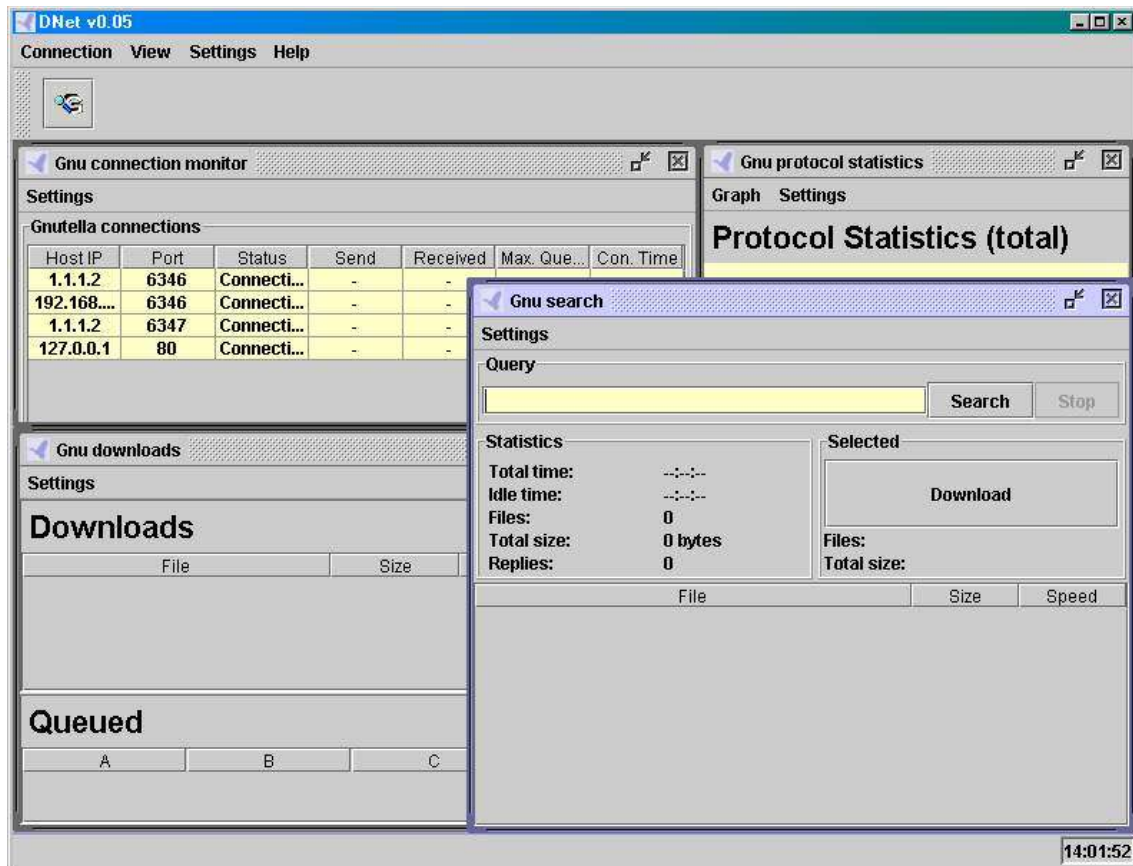 DNet v0.05
Connection View Settings Help
Gnu connection monitor
Settings
Gnutella connections
Host IP Port Status Send Received Max. Que... Con. Time
1.1.1.2 6346 Connecti... - -
192.168.... 6346 Connecti... - -
1.1.1.2 6347 Connecti... - -
127.0.0.1 80 Connecti... - -
Gnu protocol statistics
Graph Settings
Protocol Statistics (total)
Gnu search
Settings
Query
Search Stop
Statistics
Total time: --:--:--
Idle time: --:--:--
Files: 0
Total size: 0 bytes
Replies: 0
Selected
Download
Files:
Total size:
File Size Speed
Gnu downloads
Settings
Downloads
File Size
Queued
A B C
14:01:52